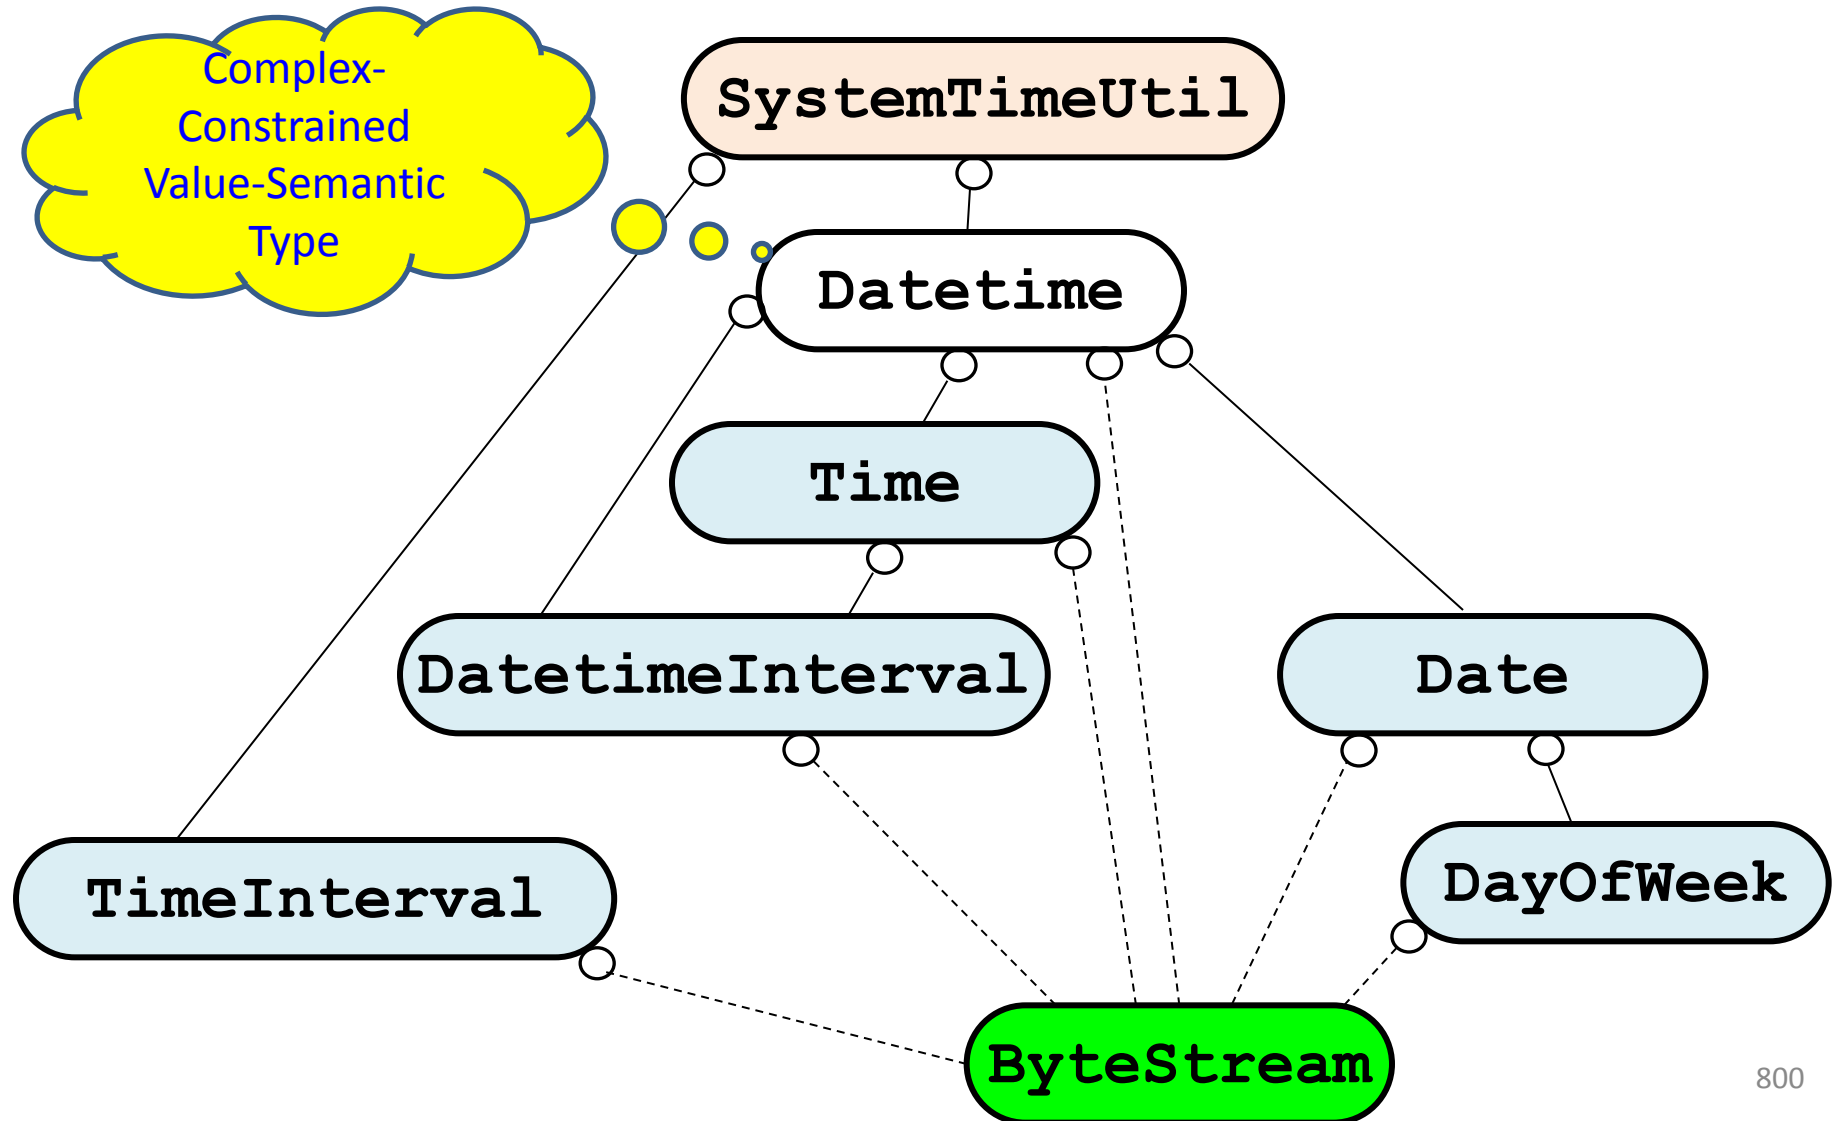 Complex-
Constrained
Value-Semantic
Type
SystemTimeUtil
Datetime
Time
DatetimeInterval
Date
TimeInterval
DayOfWeek
ByteStream
800